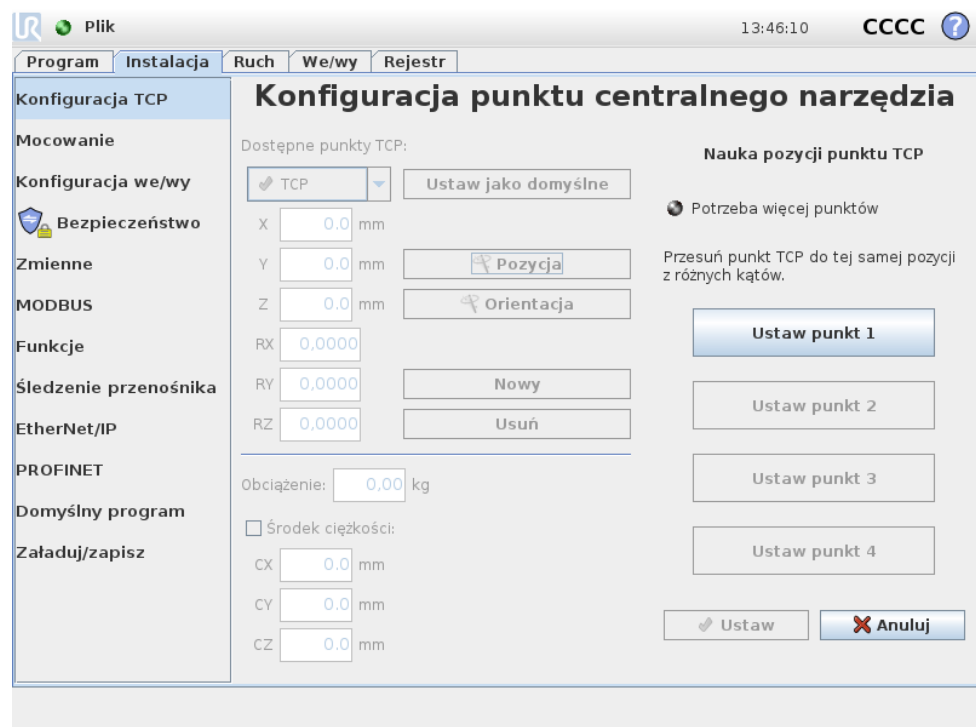 UR Plik 13:46:10 CCCC ?
Program Instalacja Ruch We/wy Rejestr
Konfiguracja TCP
Mocowanie
Konfiguracja we/wy
Bezpieczeństwo
Zmienne
MODBUS
Funkcje
Śledzenie przenośnika
EtherNet/IP
PROFINET
Domyślny program
Załaduj/zapisz
Konfiguracja punktu centralnego narzędzia
Dostępne punkty TCP:
TCP Ustaw jako domyślne
X 0.0 mm
Y 0.0 mm Pozycja
Z 0.0 mm Orientacja
RX 0,0000
RY 0,0000 Nowy
RZ 0,0000 Usuń
Obciążenie: 0,00 kg
Środek ciężkości:
CX 0.0 mm
CY 0.0 mm
CZ 0.0 mm
Nauka pozycji punktu TCP
Potrzeba więcej punktów
Przesuń punkt TCP do tej samej pozycji
z różnych kątów.
Ustaw punkt 1
Ustaw punkt 2
Ustaw punkt 3
Ustaw punkt 4
Ustaw Anuluj